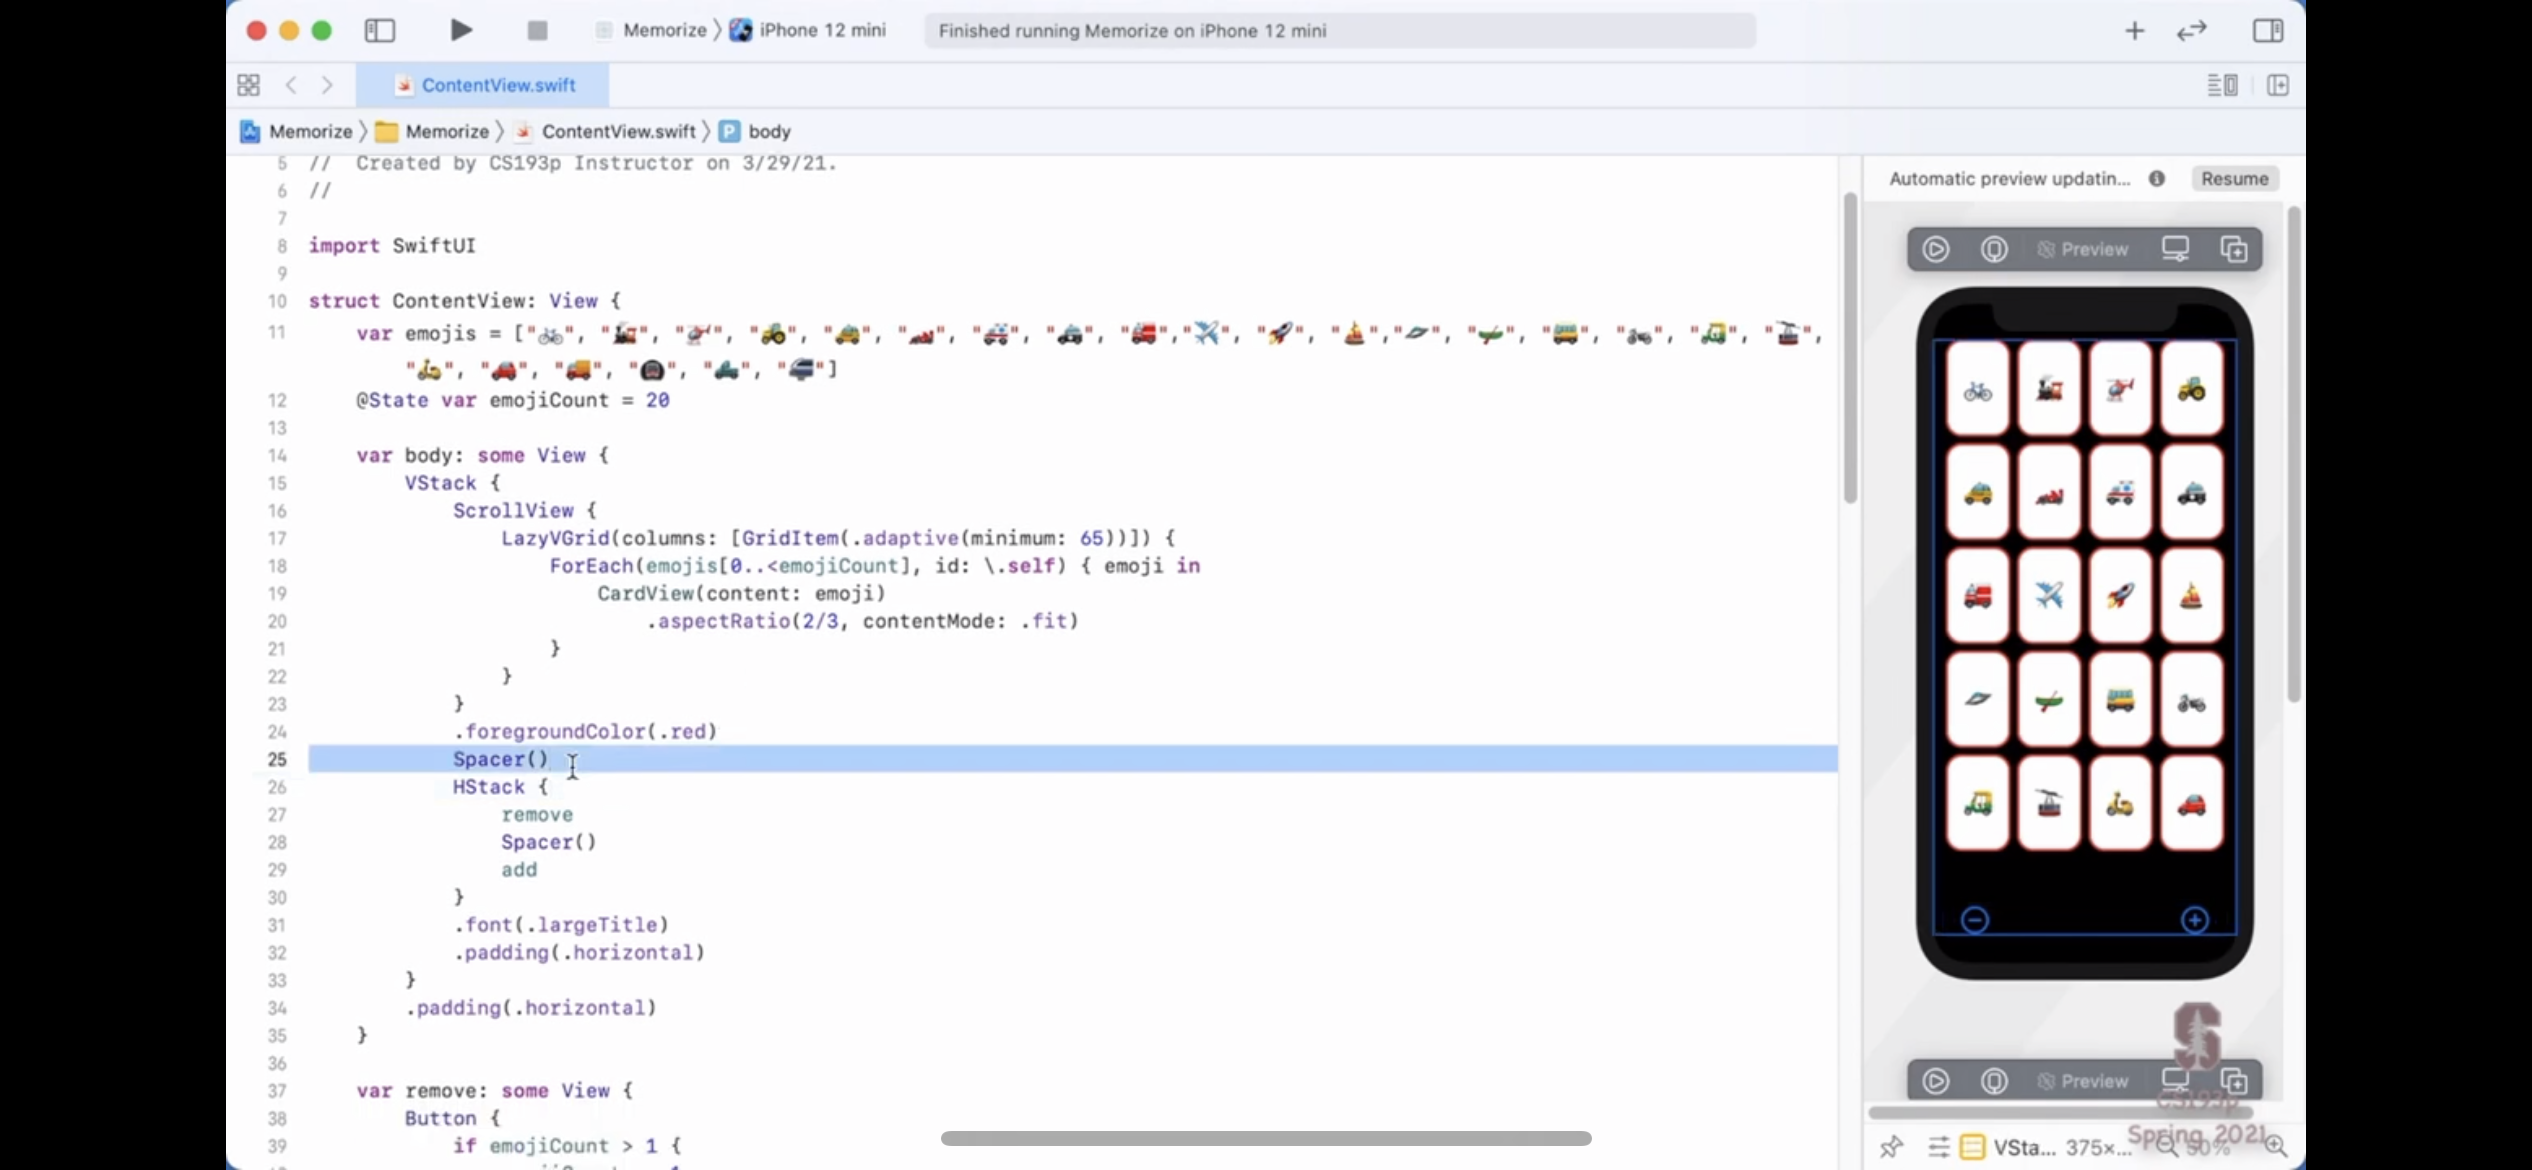 Memorize 〉 iPhone 12 mini
Finished running Memorize on iPhone 12 mini
ContentView.swift
Memorize 〉 Memorize 〉 ContentView.swift 〉 P body
5 //  Created by CS193p Instructor on 3/29/21.
6 //
7
8 import SwiftUI
9
10 struct ContentView: View {
11 var emojis = ["🚲", "🚂", "🚁", "🚜", "🚕", "🏎", "🚑", "🚓", "🚒","✈️", "🚀", "⛵️","🛸", "🛶", "🚌", "🏍", "🛺", "🚠",
"🛵", "🚗", "🚚", "🚇", "🛻", "🚝"]
12 @State var emojiCount = 20
13
14 var body: some View {
15 VStack {
16 ScrollView {
17 LazyVGrid(columns: [GridItem(.adaptive(minimum: 65))]) {
18 ForEach(emojis[0..<emojiCount], id: \.self) { emoji in
19 CardView(content: emoji)
20 .aspectRatio(2/3, contentMode: .fit)
21 }
22 }
23 }
24 .foregroundColor(.red)
25 Spacer()
26 HStack {
27 remove
28 Spacer()
29 add
30 }
31 .font(.largeTitle)
32 .padding(.horizontal)
33 }
34 .padding(.horizontal)
35 }
36
37 var remove: some View {
38 Button {
39 if emojiCount > 1 {
Automatic preview updatin... Resume
Preview
Preview
CS193p
Spring 2021
VSta... 375×... 50%